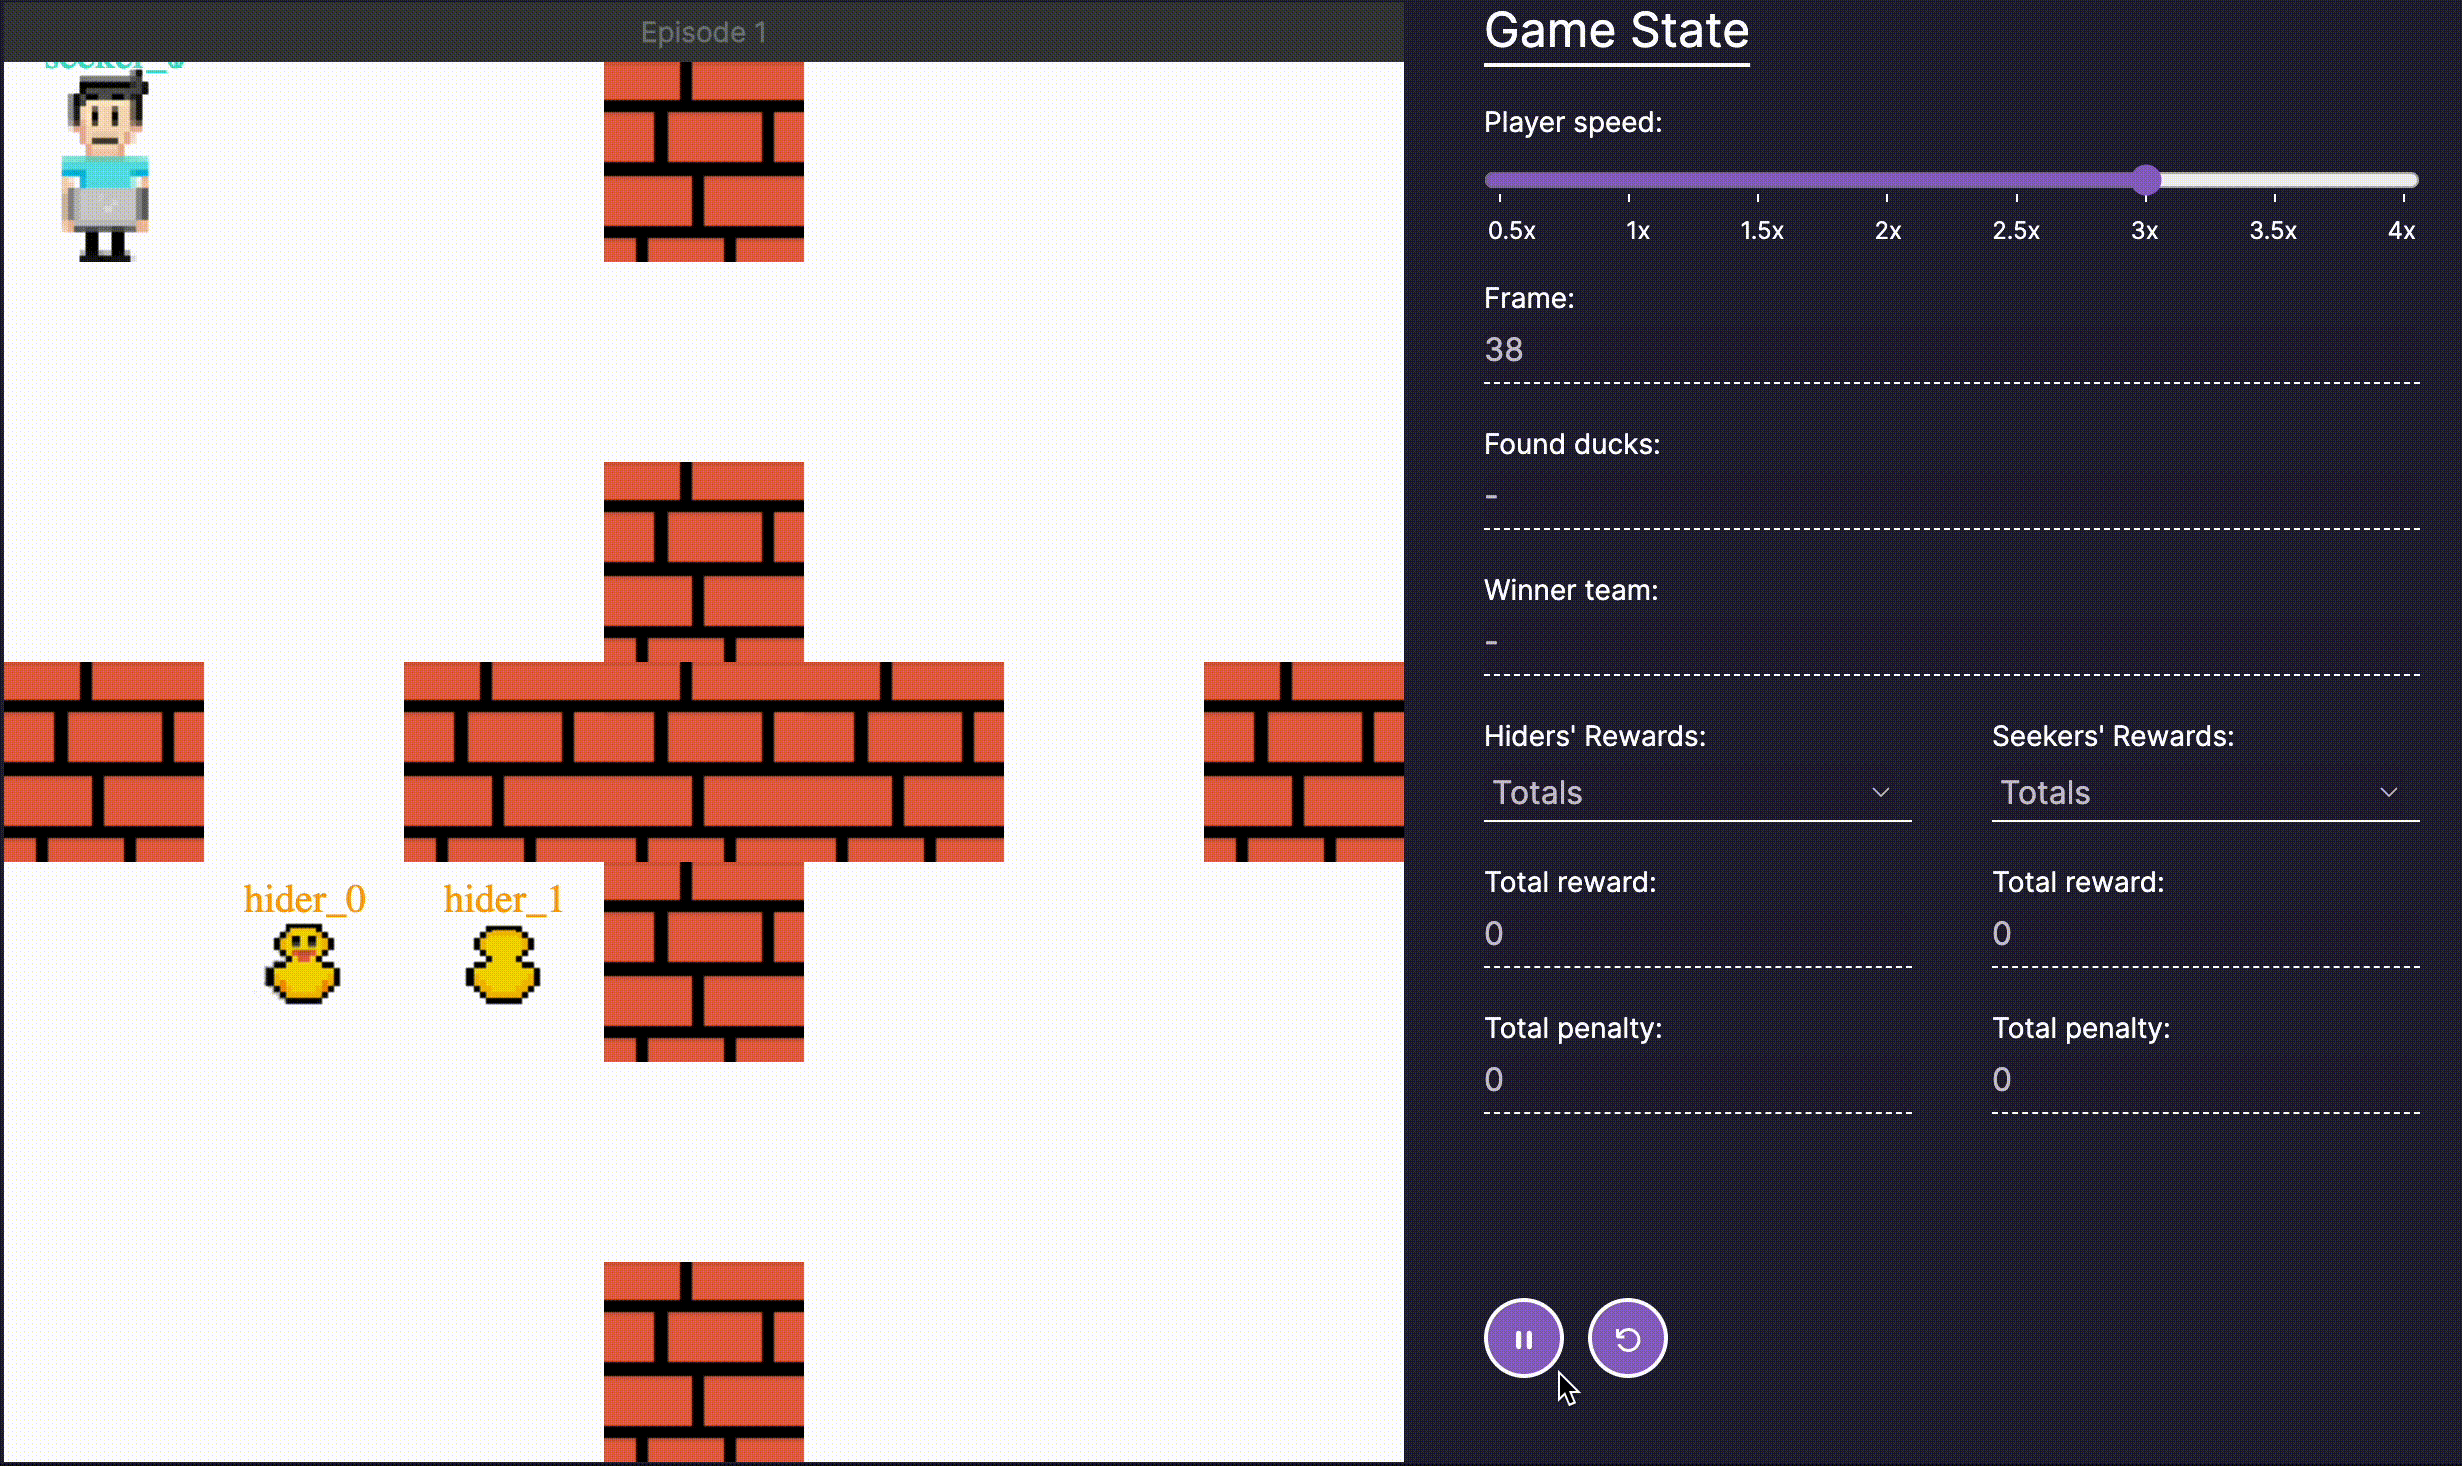 Episode 1
seeker_0
hider_0
hider_1
Game State
Player speed:
0.5x 1x 1.5x 2x 2.5x 3x 3.5x 4x
Frame:
38
Found ducks:
-
Winner team:
-
Hiders' Rewards: Seekers' Rewards:
Totals Totals
Total reward: Total reward:
0 0
Total penalty: Total penalty:
0 0